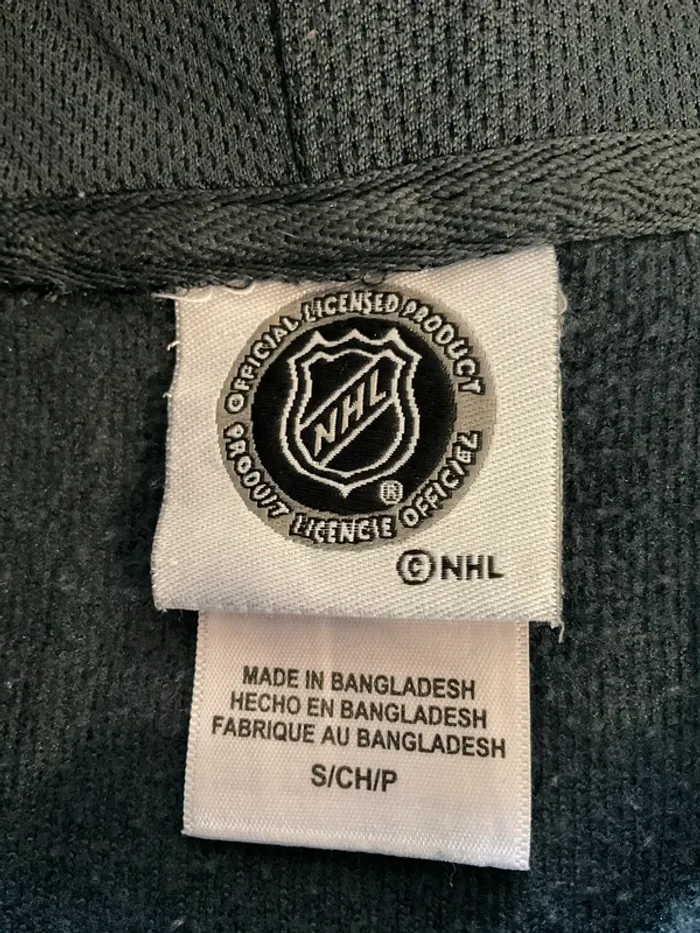 OFFICIAL LICENSED PRODUCT
NHL
®
PRODUIT LICENCIE OFFICIEL
© NHL
MADE IN BANGLADESH
HECHO EN BANGLADESH
FABRIQUE AU BANGLADESH
S/CH/P